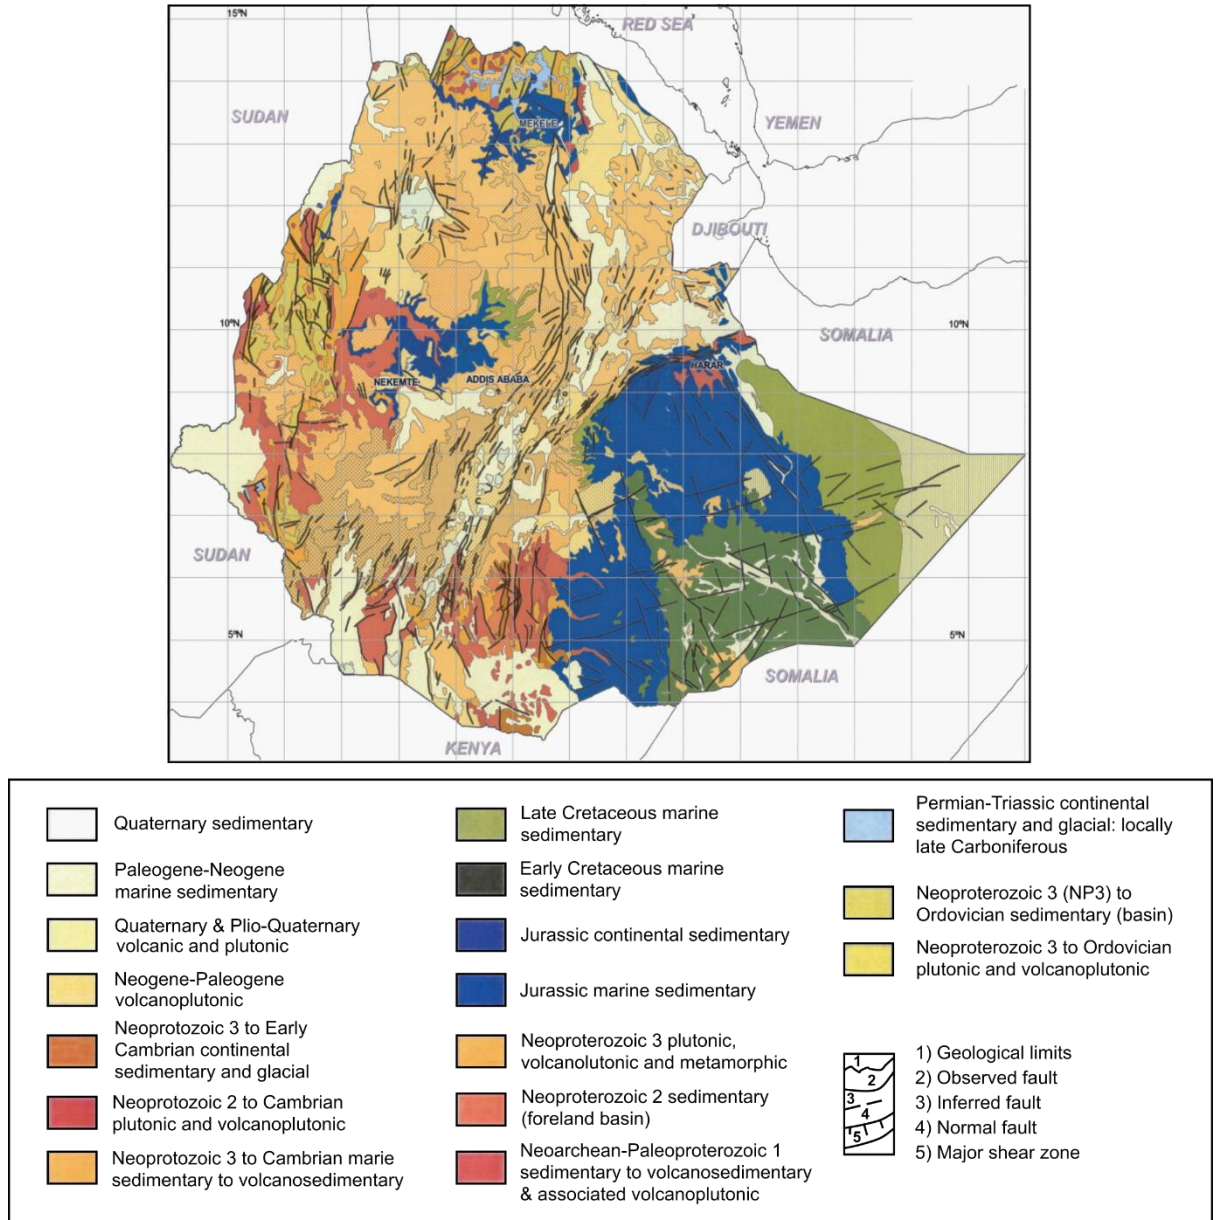 15°N
RED SEA
SUDAN
YEMEN
MEKELE
DJIBOUTI
10°N
10°N
SOMALIA
HARAR
NEKEMTE
ADDIS ABABA
SUDAN
5°N
5°N
SOMALIA
KENYA
Quaternary sedimentary
Paleogene-Neogene
marine sedimentary
Quaternary & Plio-Quaternary
volcanic and plutonic
Neogene-Paleogene
volcanoplutonic
Neoprotozoic 3 to Early
Cambrian continental
sedimentary and glacial
Neoprotozoic 2 to Cambrian
plutonic and volcanoplutonic
Neoprotozoic 3 to Cambrian marie
sedimentary to volcanosedimentary
Late Cretaceous marine
sedimentary
Early Cretaceous marine
sedimentary
Jurassic continental sedimentary
Jurassic marine sedimentary
Neoproterozoic 3 plutonic,
volcanolutonic and metamorphic
Neoproterozoic 2 sedimentary
(foreland basin)
Neoarchean-Paleoproterozoic 1
sedimentary to volcanosedimentary
& associated volcanoplutonic
Permian-Triassic continental
sedimentary and glacial: locally
late Carboniferous
Neoproterozoic 3 (NP3) to
Ordovician sedimentary (basin)
Neoproterozoic 3 to Ordovician
plutonic and volcanoplutonic
1
2
3
4
5
1) Geological limits
2) Observed fault
3) Inferred fault
4) Normal fault
5) Major shear zone